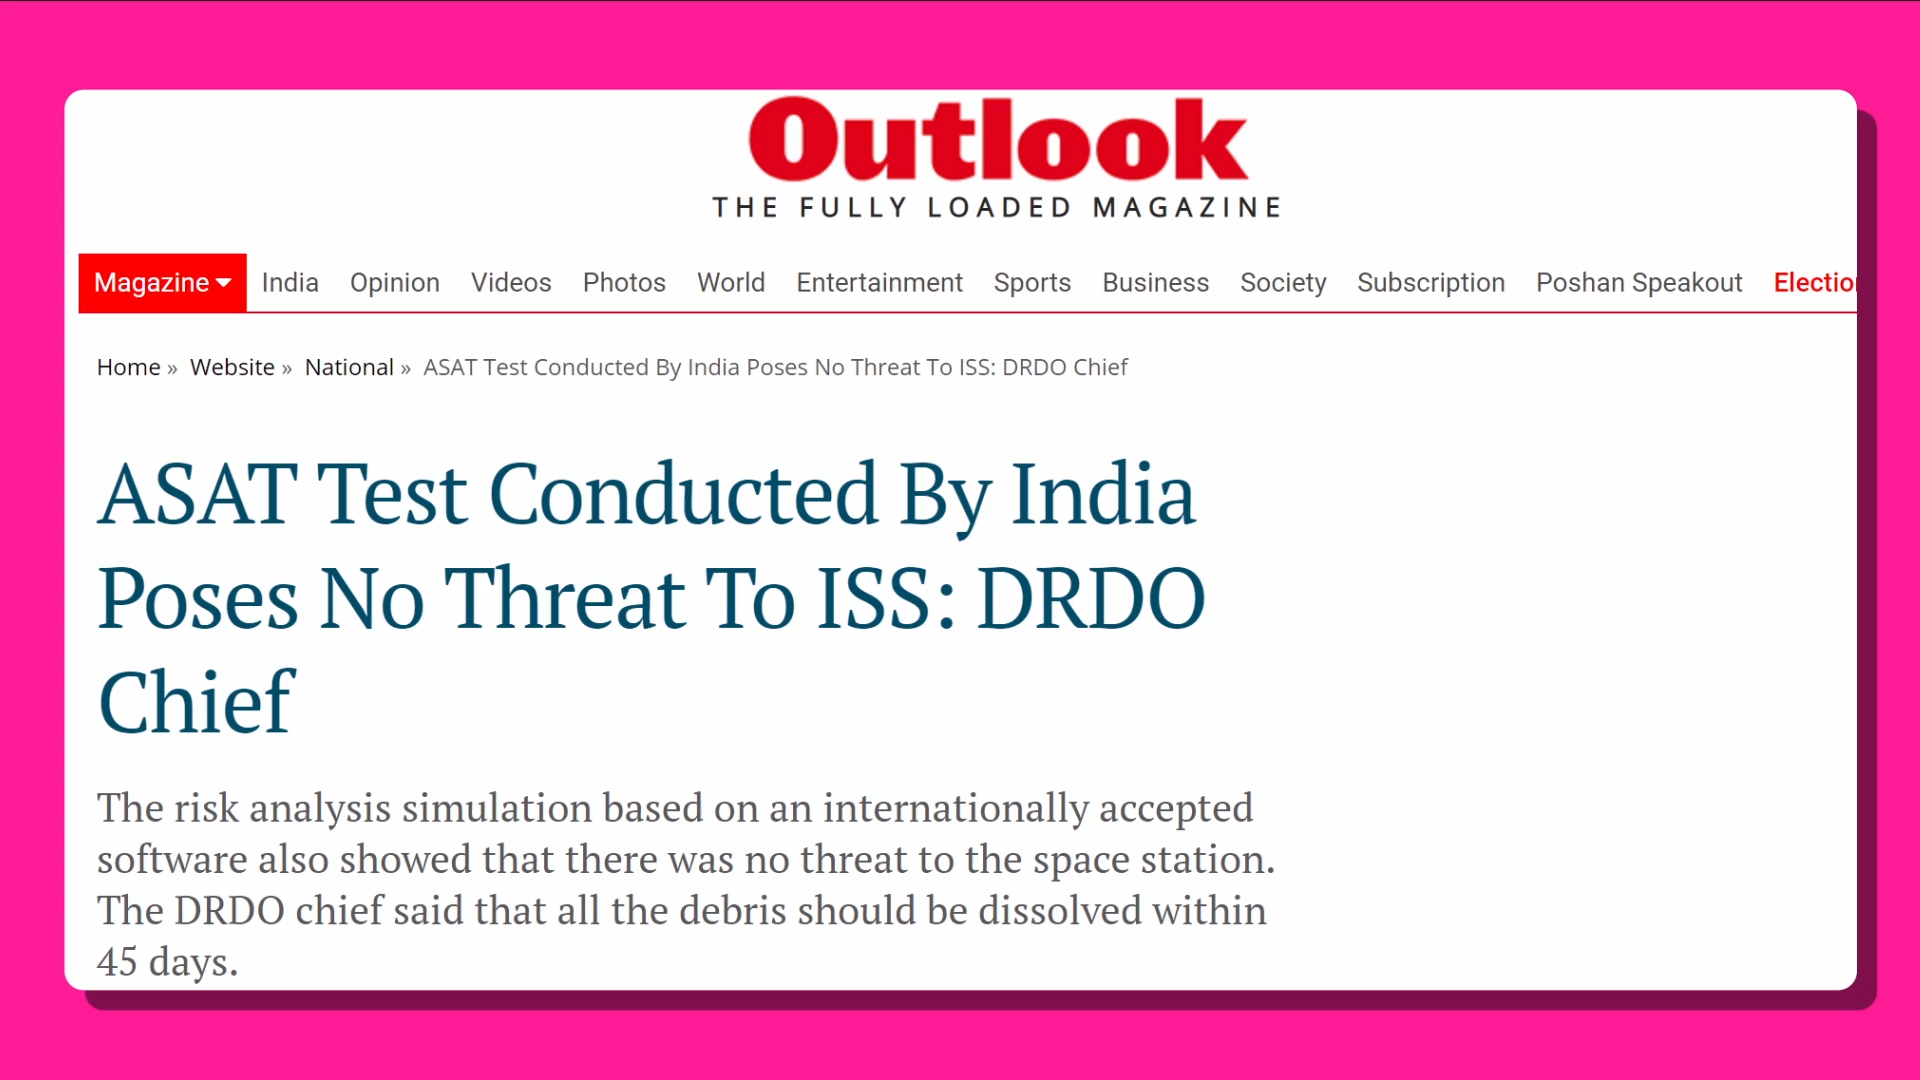 Outlook
THE FULLY LOADED MAGAZINE
Magazine India Opinion Videos Photos World Entertainment Sports Business Society Subscription Poshan Speakout Election
Home » Website » National » ASAT Test Conducted By India Poses No Threat To ISS: DRDO Chief
ASAT Test Conducted By India
Poses No Threat To ISS: DRDO
Chief
The risk analysis simulation based on an internationally accepted
software also showed that there was no threat to the space station.
The DRDO chief said that all the debris should be dissolved within
45 days.